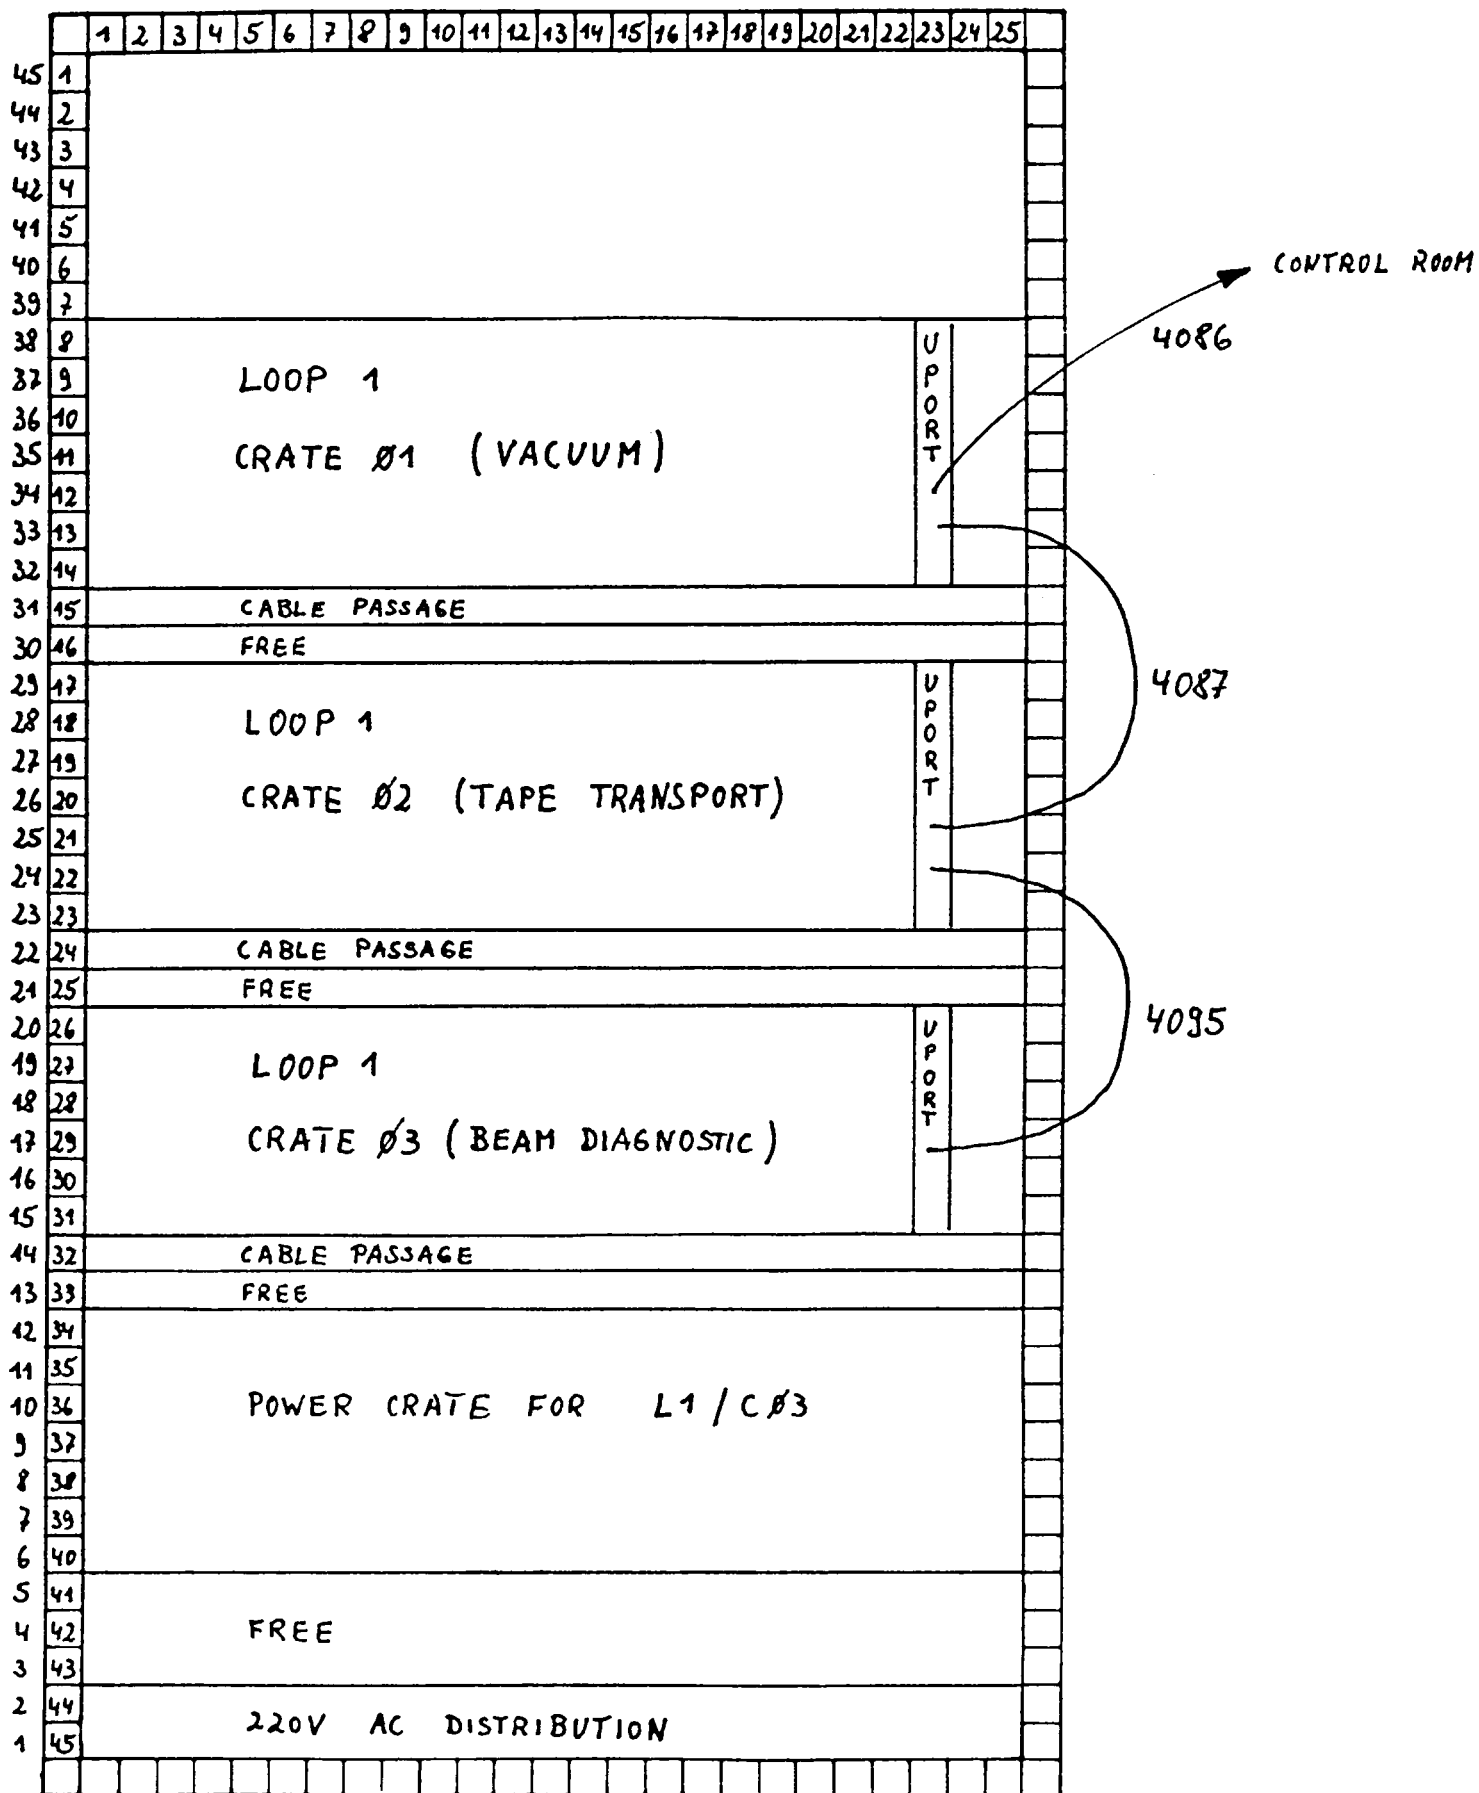 1 2 3 4 5 6 7 8 9 10 11 12 13 14 15 16 17 18 19 20 21 22 23 24 25
45 1
44 2
43 3
42 4
41 5
40 6
CONTROL ROOM
39 7
38 8
UPORT
4086
37 9
LOOP 1
36 10
35 11
CRATE Ø1 (VACUUM)
34 12
33 13
32 14
31 15 CABLE PASSAGE
30 16 FREE
29 17
UPORT
4087
28 18
LOOP 1
27 19
26 20
CRATE Ø2 (TAPE TRANSPORT)
25 21
24 22
23 23
22 24 CABLE PASSAGE
21 25 FREE
20 26
UPORT
4095
19 27
LOOP 1
18 28
17 29
CRATE Ø3 (BEAM DIAGNOSTIC)
16 30
15 31
14 32 CABLE PASSAGE
13 33 FREE
12 34
11 35
10 36 POWER CRATE FOR L1/CØ3
9 37
8 38
7 39
6 40
5 41
4 42 FREE
3 43
2 44
220V AC DISTRIBUTION
1 45